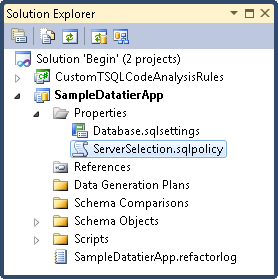 Solution Explorer
Solution 'Begin' (2 projects)
CustomTSQLCodeAnalysisRules
SampleDatatierApp
Properties
Database.sqlsettings
ServerSelection.sqlpolicy
References
Data Generation Plans
Schema Comparisons
Schema Objects
Scripts
SampleDatatierApp.refactorlog